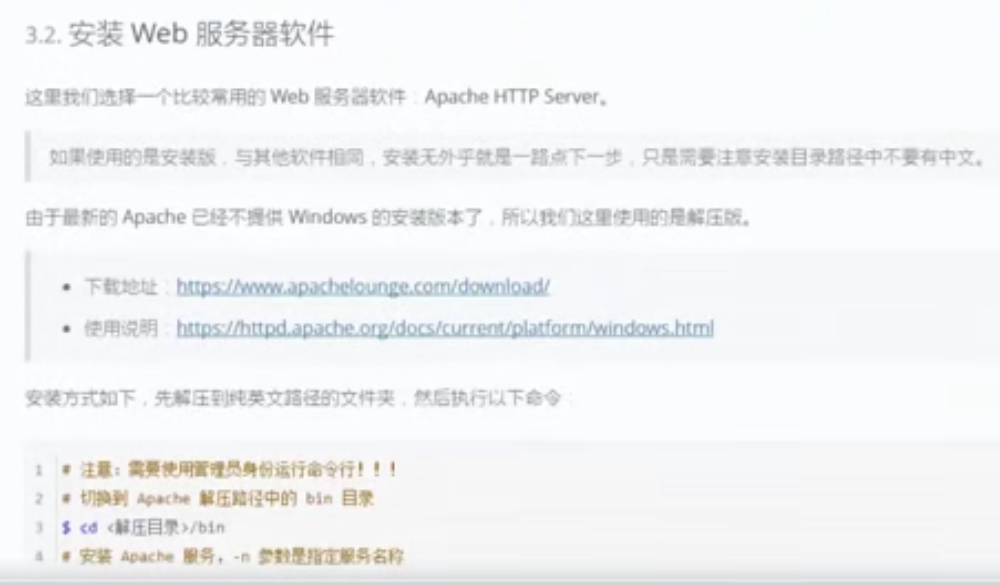 3.2. 安装 Web 服务器软件
这里我们选择一个比较常用的 Web 服务器软件：Apache HTTP Server。
如果使用的是安装版，与其他软件相同，安装无外乎就是一路点下一步，只是需要注意安装目录路径中不要有中文。
由于最新的 Apache 已经不提供 Windows 的安装版本了，所以我们这里使用的是解压版。
• 下载地址：https://www.apachelounge.com/download/
• 使用说明：https://httpd.apache.org/docs/current/platform/windows.html
安装方式如下，先解压到纯英文路径的文件夹，然后执行以下命令：
1 # 注意：需要使用管理员身份运行命令行！！！
2 # 切换到 Apache 解压路径中的 bin 目录
3 $ cd <解压目录>/bin
4 # 安装 Apache 服务，-n 参数是指定服务名称